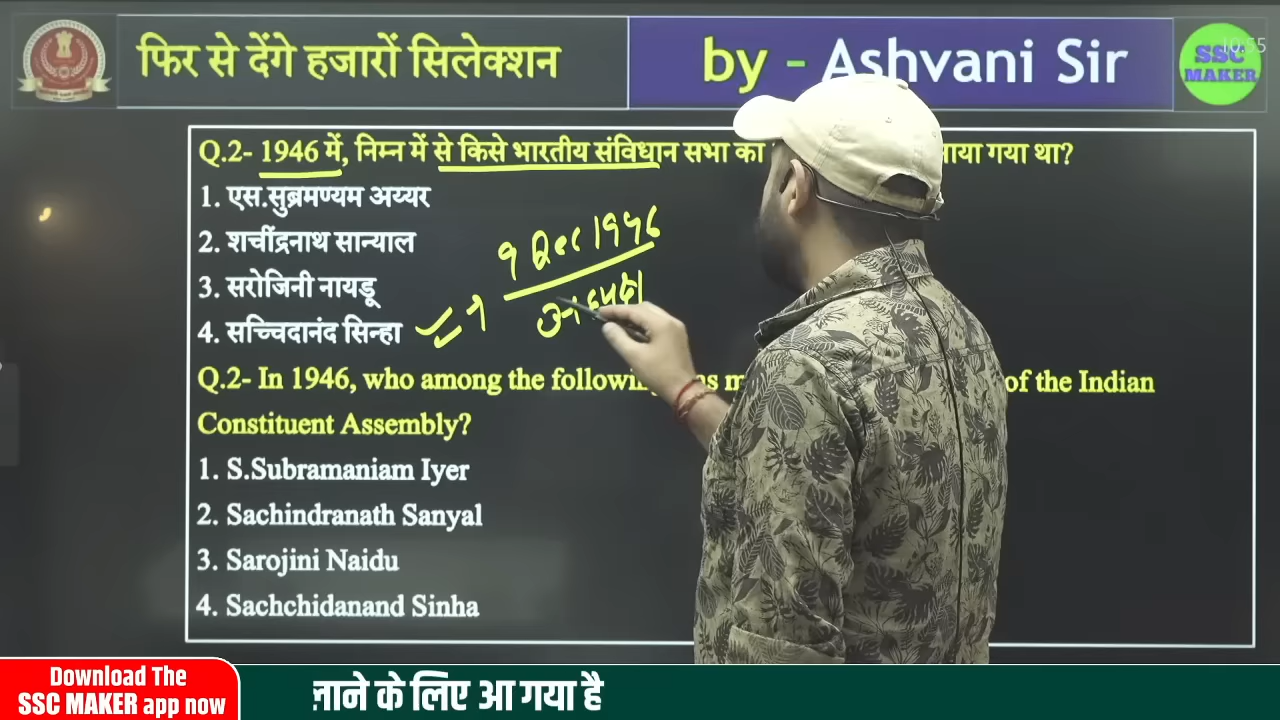 फिर से देंगे हजारों सिलेक्शन
by - Ashvani Sir
10:55
SSC
MAKER
Q.2- 1946 में, निम्न में से किसे भारतीय संविधान सभा का
गया था?
1. एस.सुब्रमण्यम अय्यर
2. शचींद्रनाथ सान्याल
3. सरोजिनी नायडू
4. सच्चिदानंद सिन्हा
9 Dec 1946
Q.2- In 1946, who among the
of the Indian
Constituent Assembly?
1. S.Subramaniam Iyer
2. Sachindranath Sanyal
3. Sarojini Naidu
4. Sachchidanand Sinha
Download The
SSC MAKER app now
के लिए आ गया है